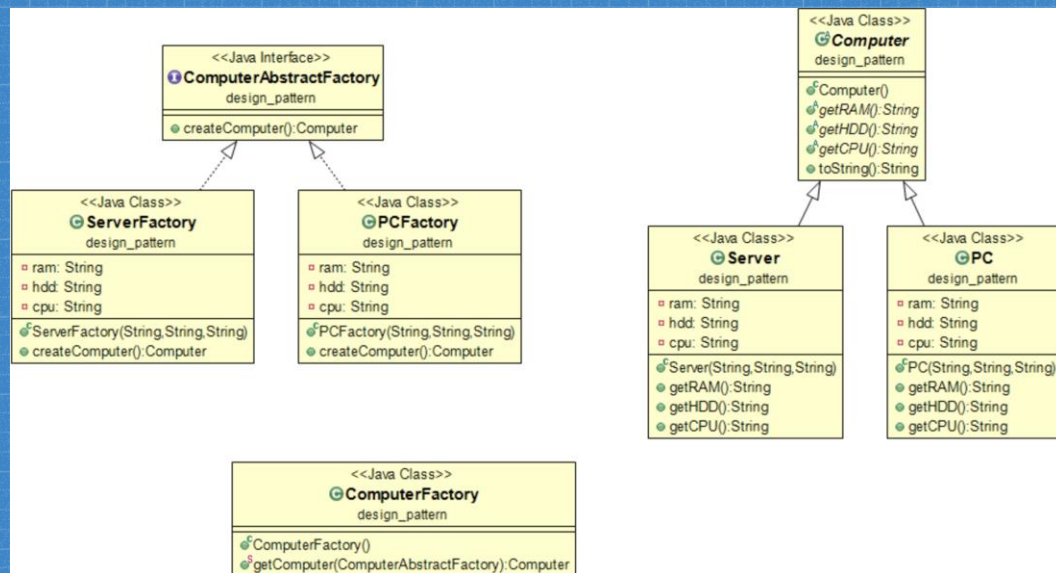 <<Java Interface>>
ComputerAbstractFactory
design_pattern
createComputer():Computer
<<Java Class>>
ServerFactory
design_pattern
ram: String
hdd: String
cpu: String
ServerFactory(String,String,String)
createComputer():Computer
<<Java Class>>
PCFactory
design_pattern
ram: String
hdd: String
cpu: String
PCFactory(String,String,String)
createComputer():Computer
<<Java Class>>
Computer
design_pattern
Computer()
getRAM():String
getHDD():String
getCPU():String
toString():String
<<Java Class>>
Server
design_pattern
ram: String
hdd: String
cpu: String
Server(String,String,String)
getRAM():String
getHDD():String
getCPU():String
<<Java Class>>
PC
design_pattern
ram: String
hdd: String
cpu: String
PC(String,String,String)
getRAM():String
getHDD():String
getCPU():String
<<Java Class>>
ComputerFactory
design_pattern
ComputerFactory()
getComputer(ComputerAbstractFactory):Computer